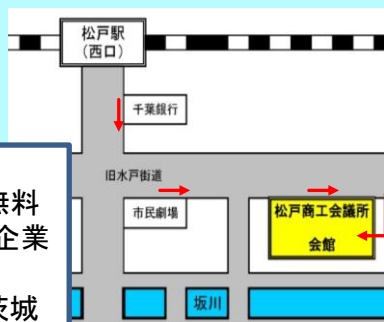 松戸駅
(西口)
千葉銀行
旧水戸街道
市民劇場
松戸商工会議所
会館
坂川
無料
企業
茨城